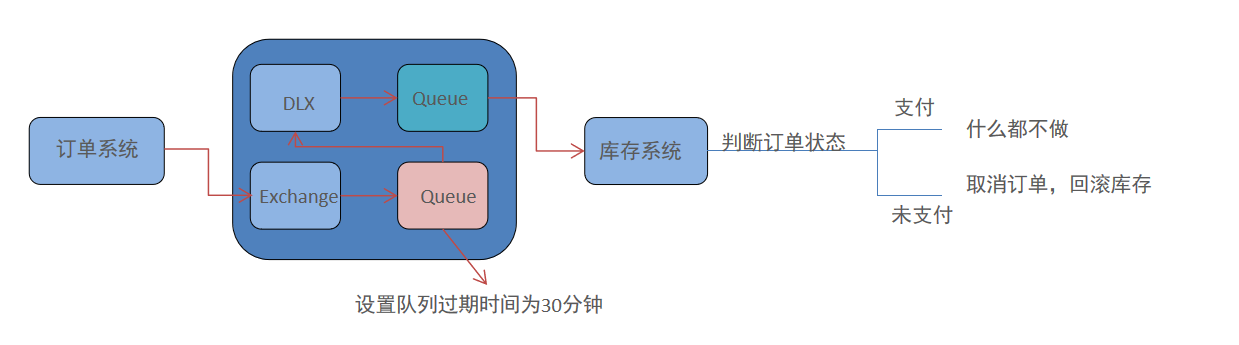 DLX
Queue
订单系统
Exchange
Queue
设置队列过期时间为30分钟
库存系统
判断订单状态
支付
什么都不做
取消订单，回滚库存
未支付